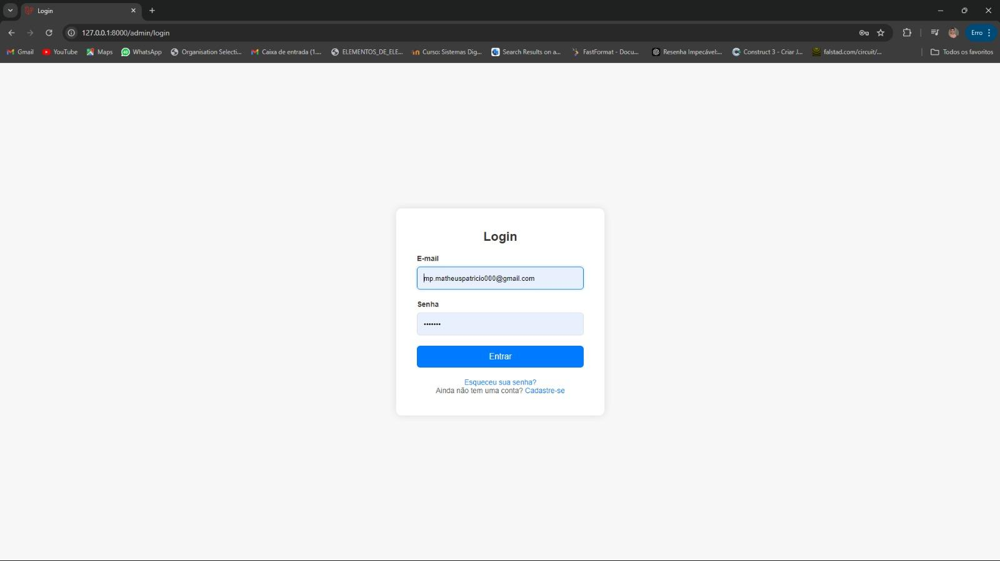 Login
127.0.0.1:8000/admin/login
Erro
Gmail
YouTube
Maps
WhatsApp
Organisation Selecti...
Caixa de entrada (1....
ELEMENTOS_DE_ELE...
Curso: Sistemas Dig...
Search Results on a...
FastFormat - Docu...
Resenha Impecável:...
Construct 3 - Criar J...
falstad.com/circuit/...
Todos os favoritos
Login
E-mail
mp.matheuspatricio000@gmail.com
Senha
•••••••
Entrar
Esqueceu sua senha?
Ainda não tem uma conta? Cadastre-se